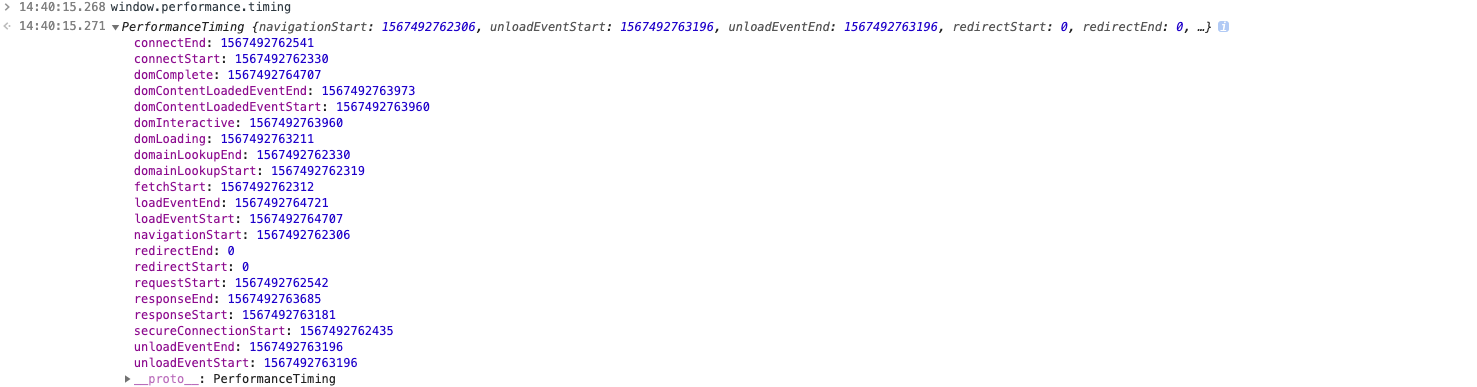 14:40:15.268 window.performance.timing
14:40:15.271 PerformanceTiming {navigationStart: 1567492762306, unloadEventStart: 1567492763196, unloadEventEnd: 1567492763196, redirectStart: 0, redirectEnd: 0, …} i
connectEnd: 1567492762541
connectStart: 1567492762330
domComplete: 1567492764707
domContentLoadedEventEnd: 1567492763973
domContentLoadedEventStart: 1567492763960
domInteractive: 1567492763960
domLoading: 1567492763211
domainLookupEnd: 1567492762330
domainLookupStart: 1567492762319
fetchStart: 1567492762312
loadEventEnd: 1567492764721
loadEventStart: 1567492764707
navigationStart: 1567492762306
redirectEnd: 0
redirectStart: 0
requestStart: 1567492762542
responseEnd: 1567492763685
responseStart: 1567492763181
secureConnectionStart: 1567492762435
unloadEventEnd: 1567492763196
unloadEventStart: 1567492763196
__proto__: PerformanceTiming